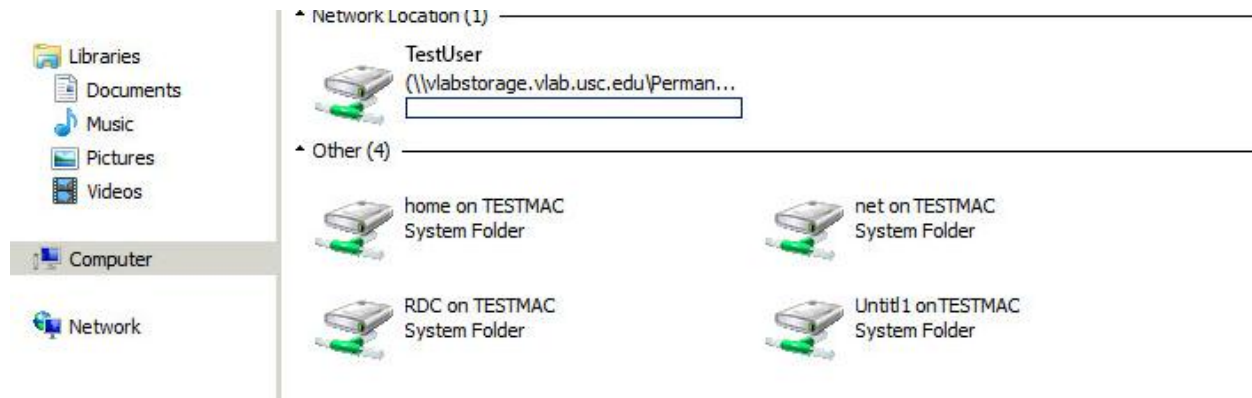 Network Location (1)
Libraries
Documents
Music
Pictures
Videos
Computer
Network
TestUser
(\\vlabstorage.vlab.usc.edu\Perman...
Other (4)
home on TESTMAC
System Folder
net on TESTMAC
System Folder
RDC on TESTMAC
System Folder
Untitl1 onTESTMAC
System Folder